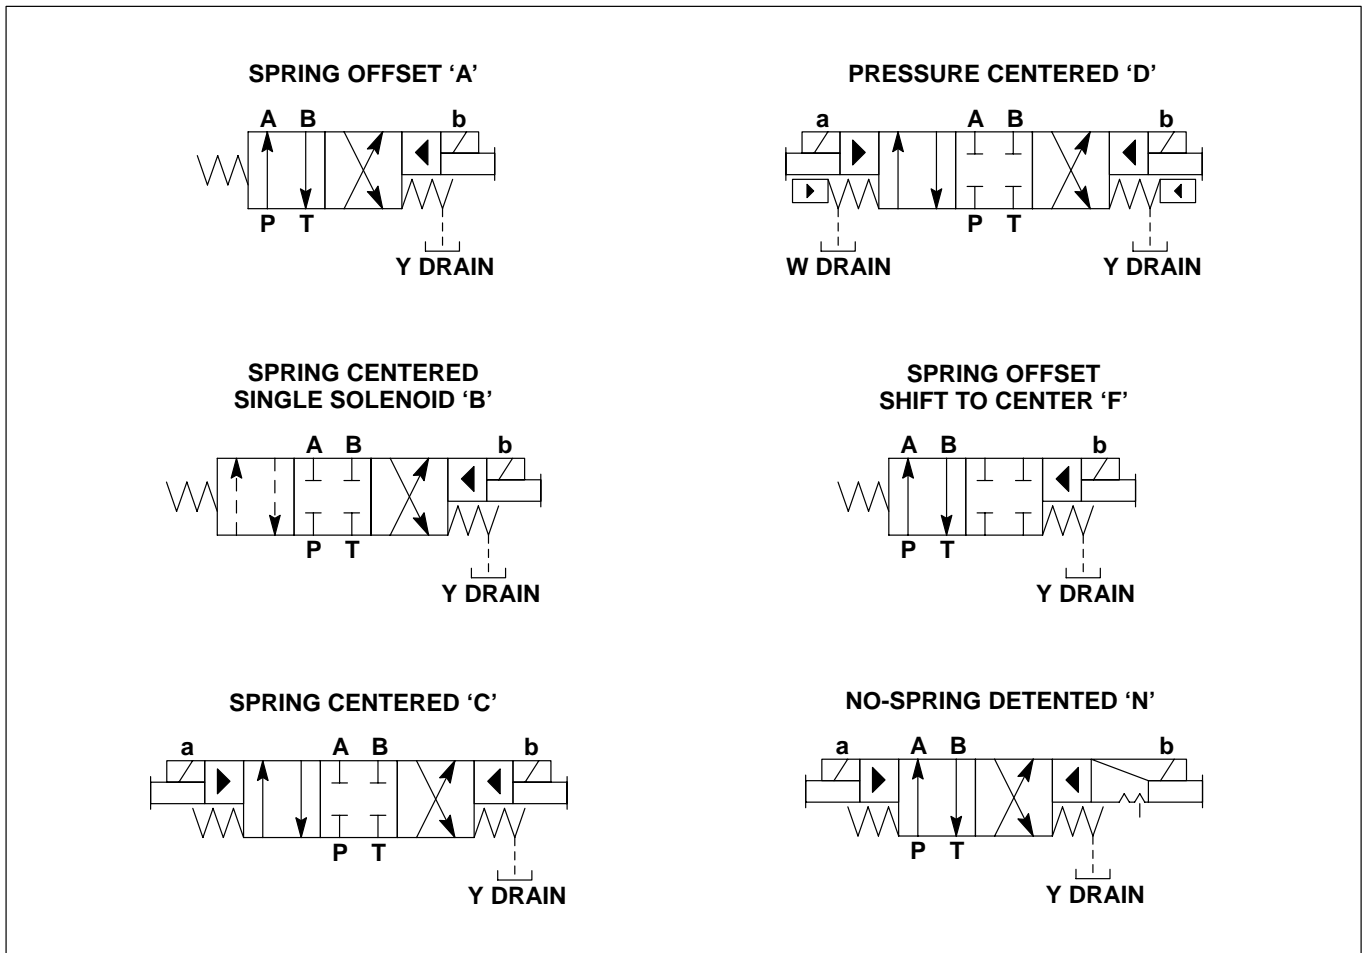 SPRING OFFSET ‘A’
A B b
P T
Y DRAIN
PRESSURE CENTERED ‘D’
a A B b
P T
W DRAIN Y DRAIN
SPRING CENTERED
SINGLE SOLENOID ‘B’
A B b
P T
Y DRAIN
SPRING OFFSET
SHIFT TO CENTER ‘F’
A B b
P T
Y DRAIN
SPRING CENTERED ‘C’
a A B b
P T
Y DRAIN
NO-SPRING DETENTED ‘N’
a A B b
P T
Y DRAIN